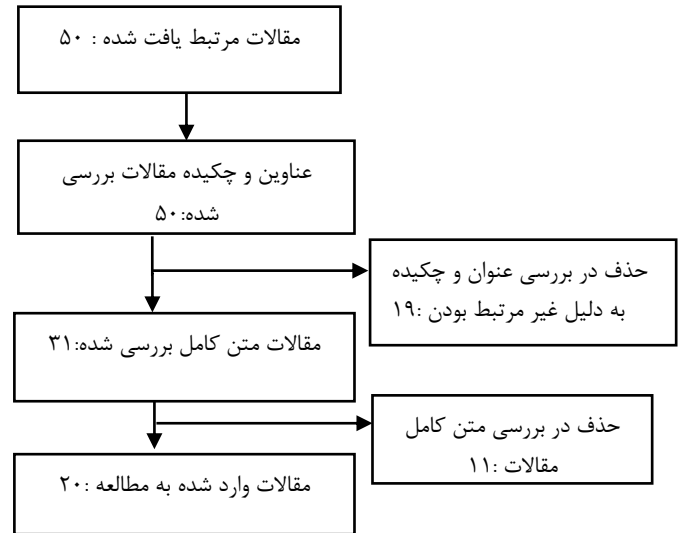 مقالات مرتبط یافت شده : ۵۰
عناوین و چکیده مقالات بررسی
شده:۵۰
حذف در بررسی عنوان و چکیده
به دلیل غیر مرتبط بودن :۱۹
مقالات متن کامل بررسی شده:۳۱
حذف در بررسی متن کامل
مقالات :۱۱
مقالات وارد شده به مطالعه :۲۰